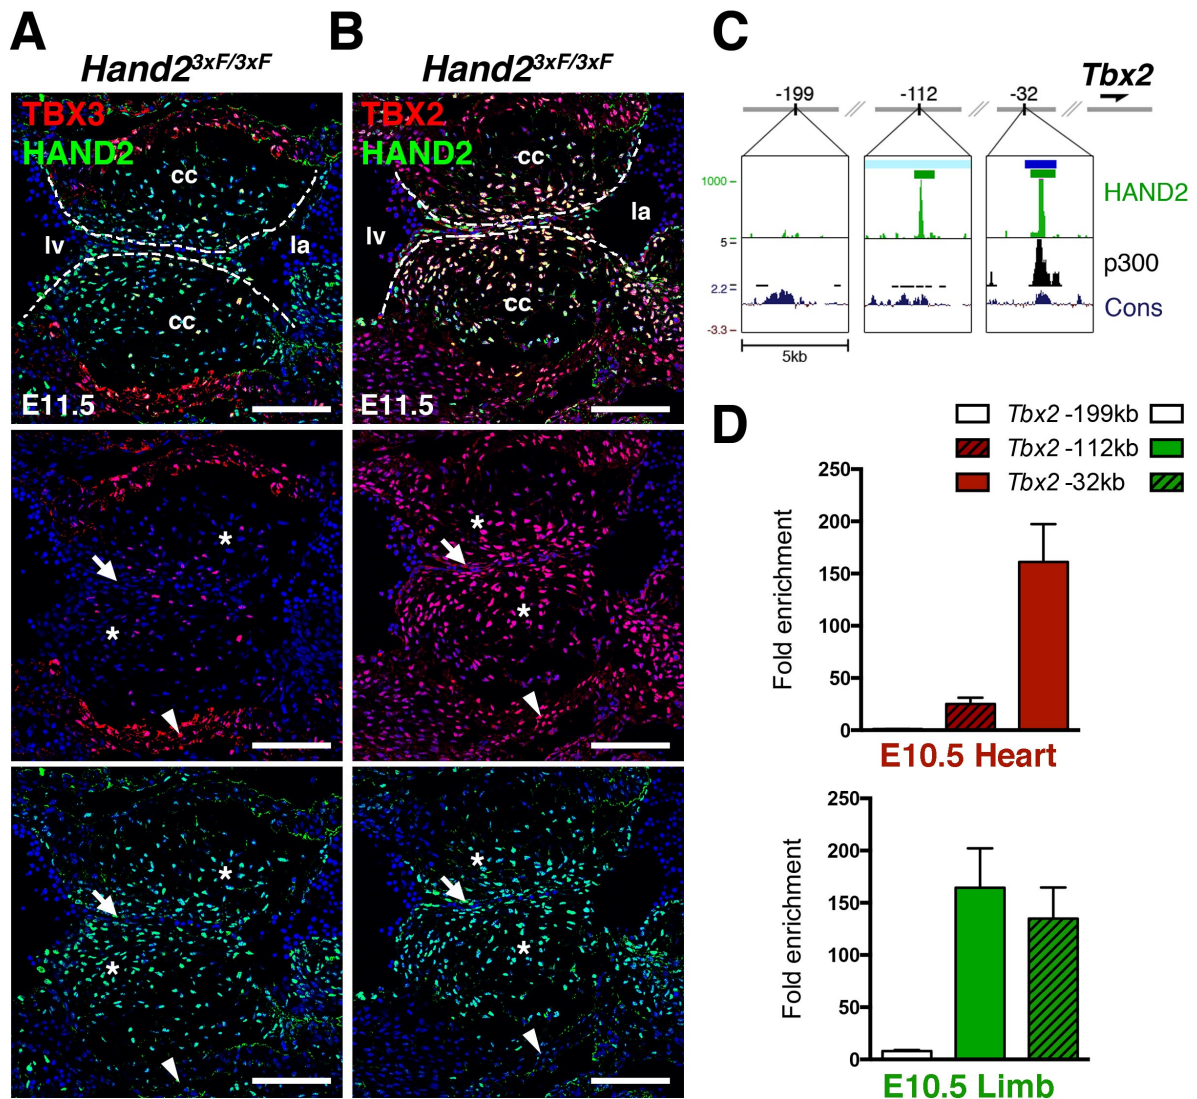 A
Hand2 3xF/3xF
TBX3
HAND2
cc
lv
la
cc
E11.5
*
*
*
*
B
Hand2 3xF/3xF
TBX2
HAND2
cc
lv
la
cc
E11.5
*
*
*
*
C
Tbx2
-199 -112 -32
1000
HAND2
5
p300
2.2
Cons
-3.3
5kb
D
Tbx2 -199kb
Tbx2 -112kb
Tbx2 -32kb
Fold enrichment
250
200
150
100
50
0
E10.5 Heart
Fold enrichment
250
200
150
100
50
0
E10.5 Limb